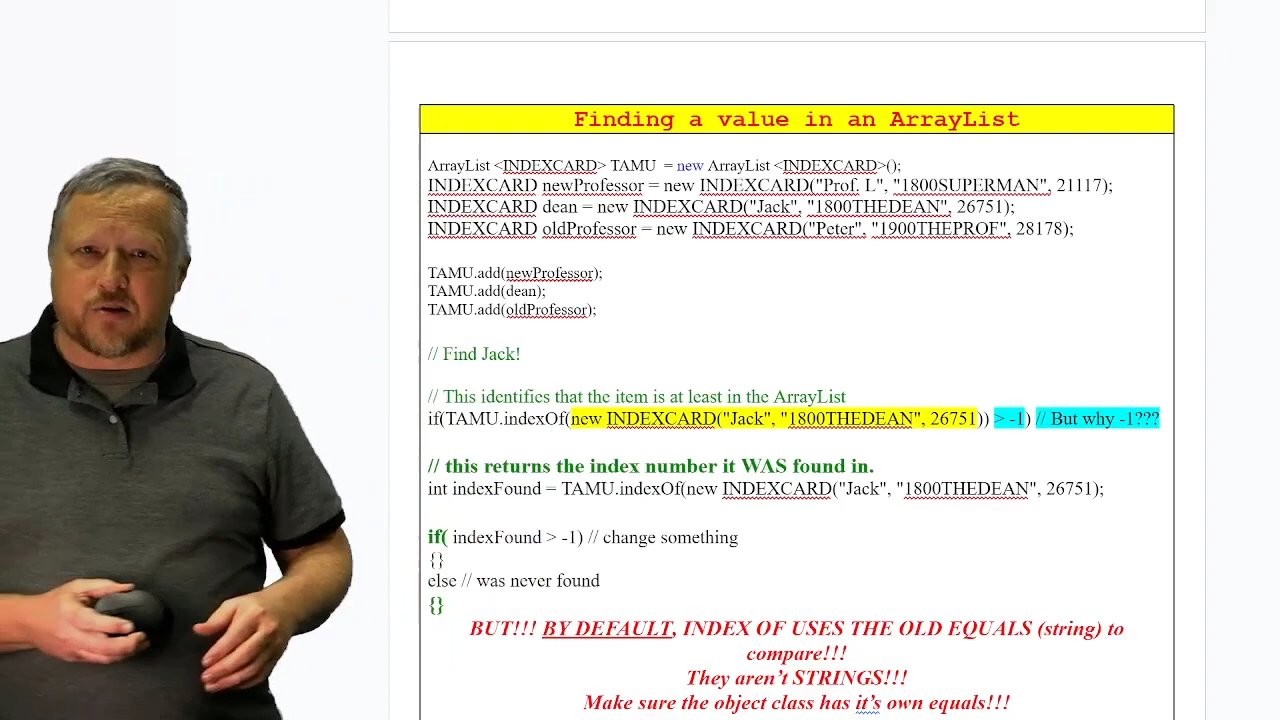 Finding a value in an ArrayList
ArrayList <INDEXCARD> TAMU = new ArrayList <INDEXCARD>();
INDEXCARD newProfessor = new INDEXCARD("Prof. L", "1800SUPERMAN", 21117);
INDEXCARD dean = new INDEXCARD("Jack", "1800THEDEAN", 26751);
INDEXCARD oldProfessor = new INDEXCARD("Peter", "1900THEPROF", 28178);
TAMU.add(newProfessor);
TAMU.add(dean);
TAMU.add(oldProfessor);
// Find Jack!
// This identifies that the item is at least in the ArrayList
if(TAMU.indexOf(new INDEXCARD("Jack", "1800THEDEAN", 26751)) > -1) // But why -1???
// this returns the index number it WAS found in.
int indexFound = TAMU.indexOf(new INDEXCARD("Jack", "1800THEDEAN", 26751);
if( indexFound > -1) // change something
{}
else // was never found
{}
BUT!!! BY DEFAULT, INDEX OF USES THE OLD EQUALS (string) to
compare!!!
They aren't STRINGS!!!
Make sure the object class has it's own equals!!!